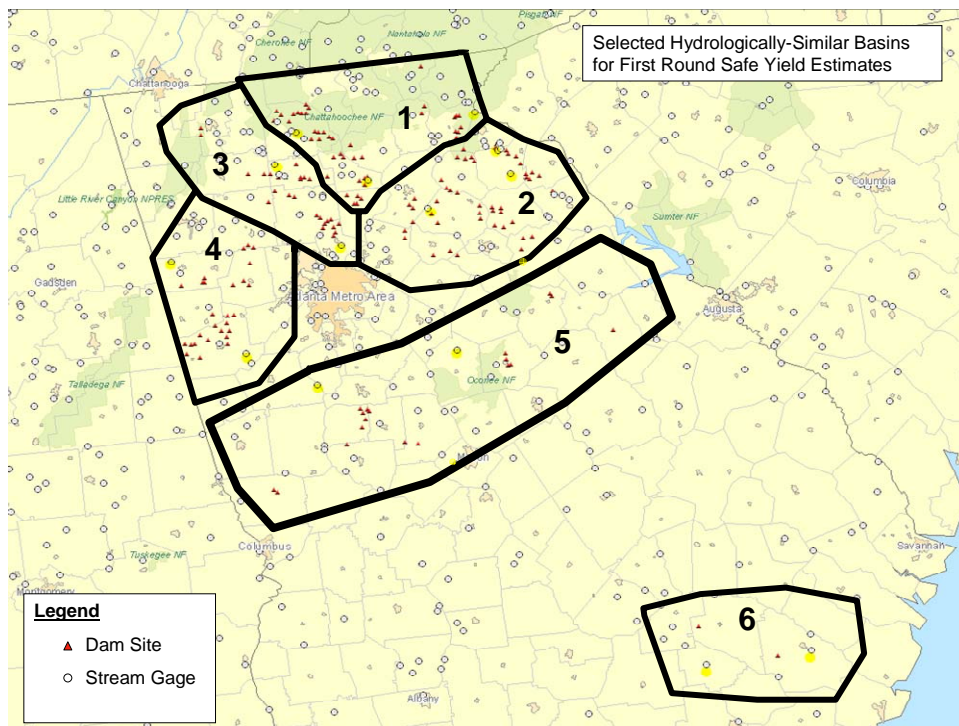 Selected Hydrologically-Similar Basins
for First Round Safe Yield Estimates
Pisgah NF
Nantahala NF
Cherokee NF
Chattanooga
Chattahoochee NF
1
3
Little River Canyon NPRES
2
Columbia
Sumter NF
4
Gadsden
Atlanta Metro Area
Augusta
5
Talladega NF
Oconee NF
Macon
Columbus
Tuskegee NF
Savannah
Montgomery
6
Albany
Legend
Dam Site
Stream Gage